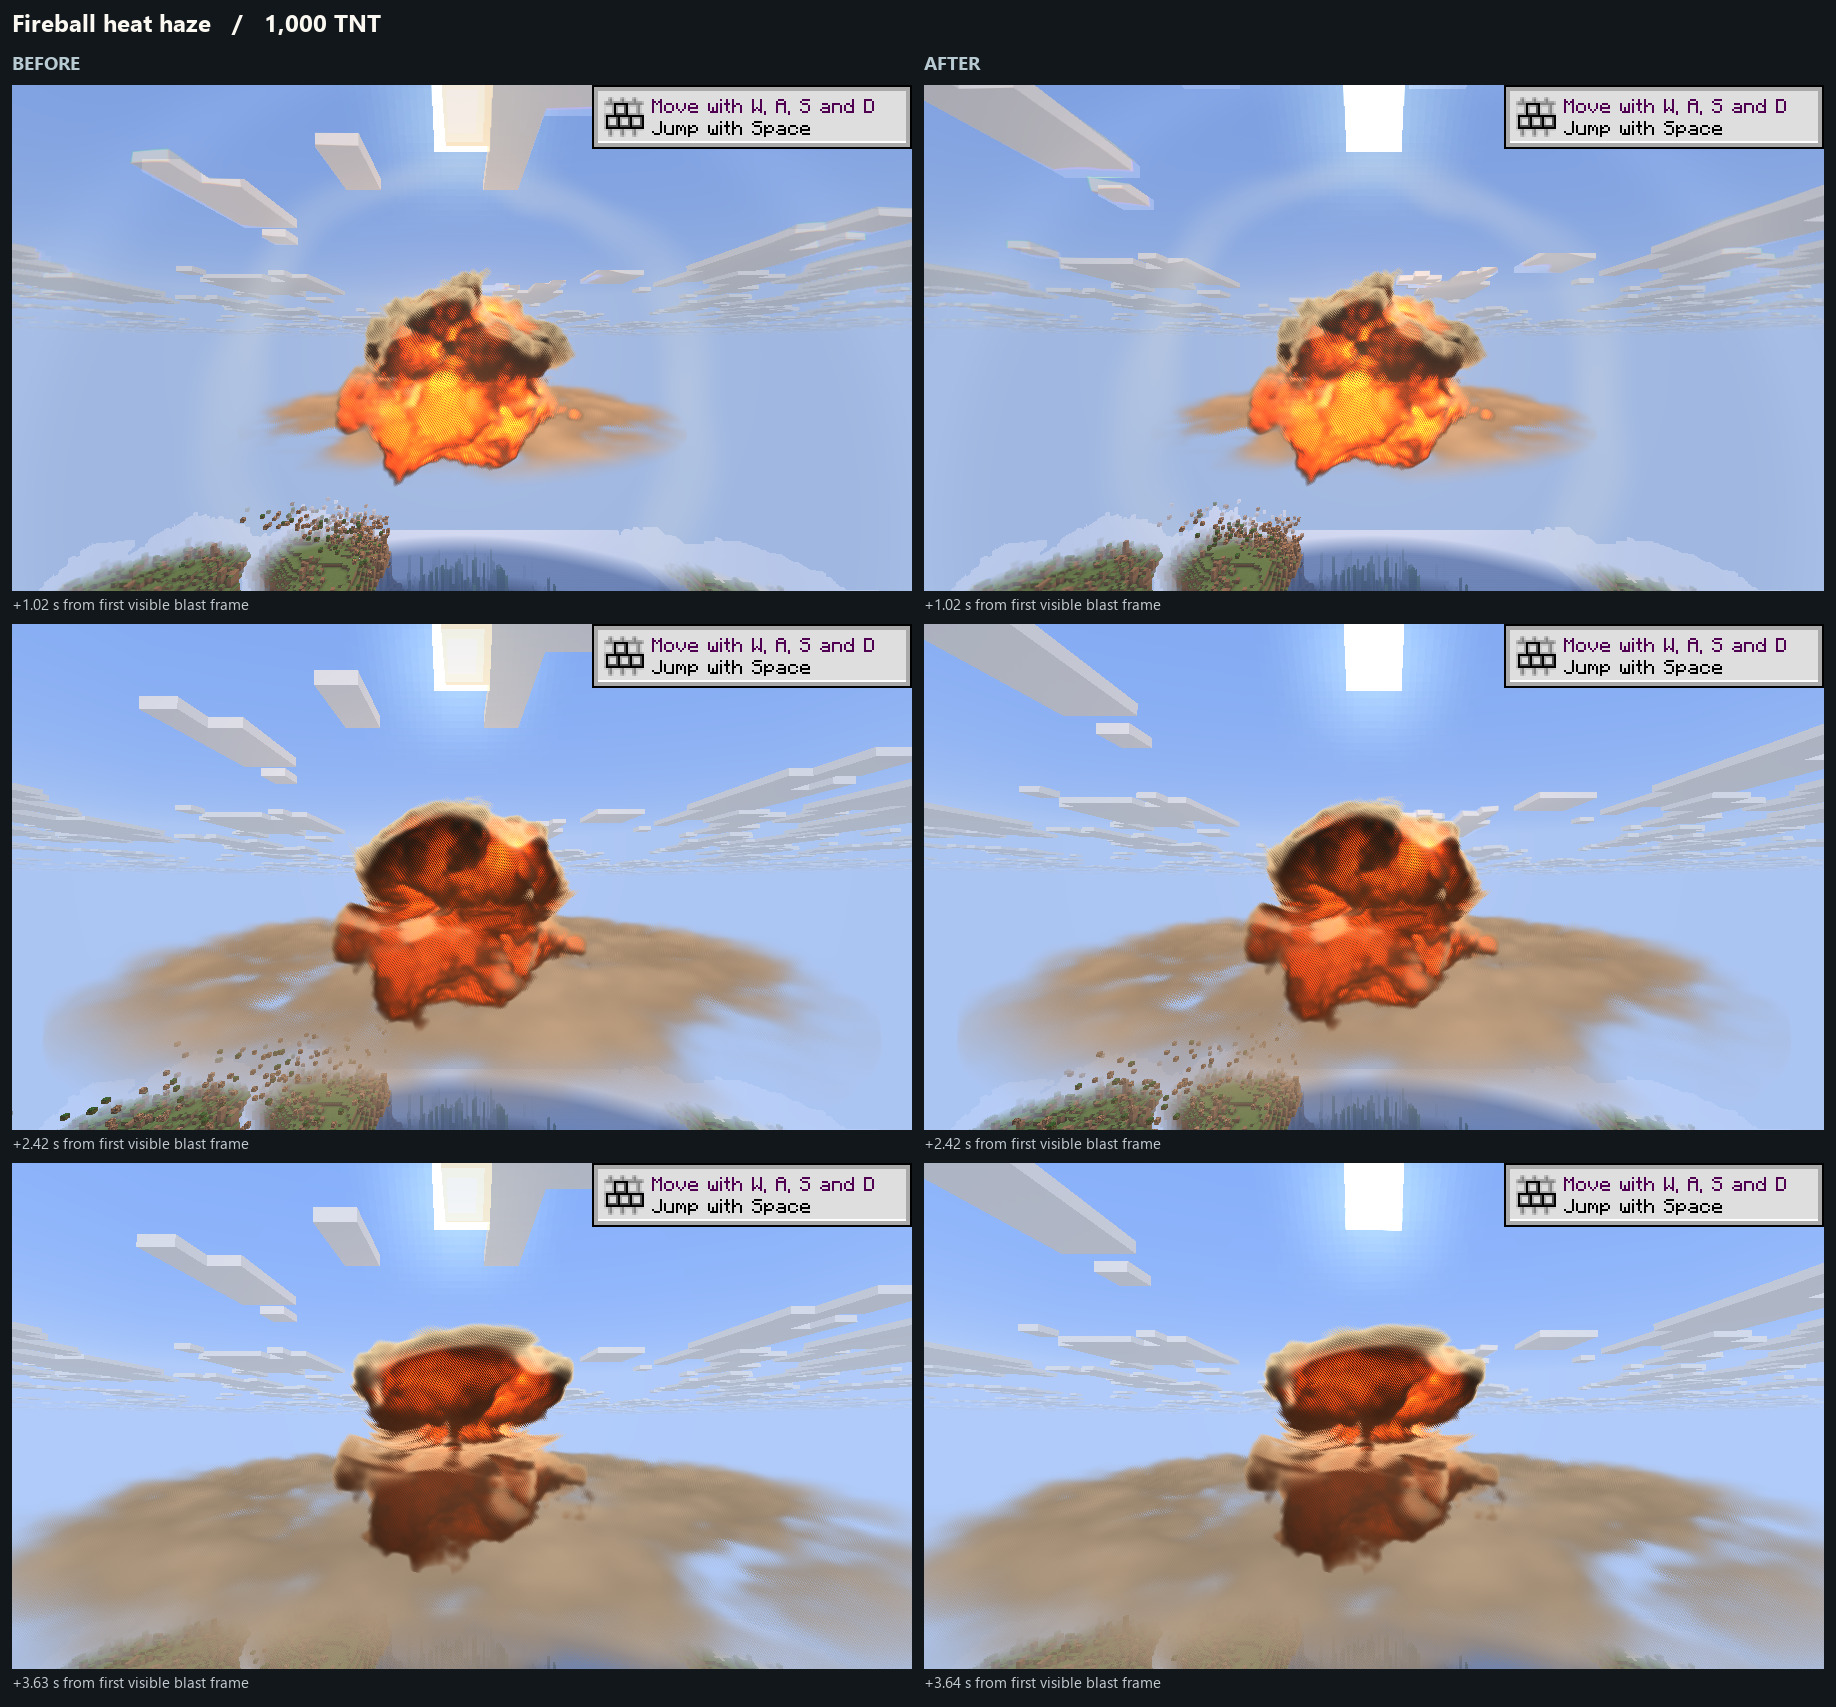 Fireball heat haze / 1,000 TNT
BEFORE
AFTER
Move with W, A, S and D
Jump with Space
Move with W, A, S and D
Jump with Space
+1.02 s from first visible blast frame
+1.02 s from first visible blast frame
Move with W, A, S and D
Jump with Space
Move with W, A, S and D
Jump with Space
+2.42 s from first visible blast frame
+2.42 s from first visible blast frame
Move with W, A, S and D
Jump with Space
Move with W, A, S and D
Jump with Space
+3.63 s from first visible blast frame
+3.64 s from first visible blast frame